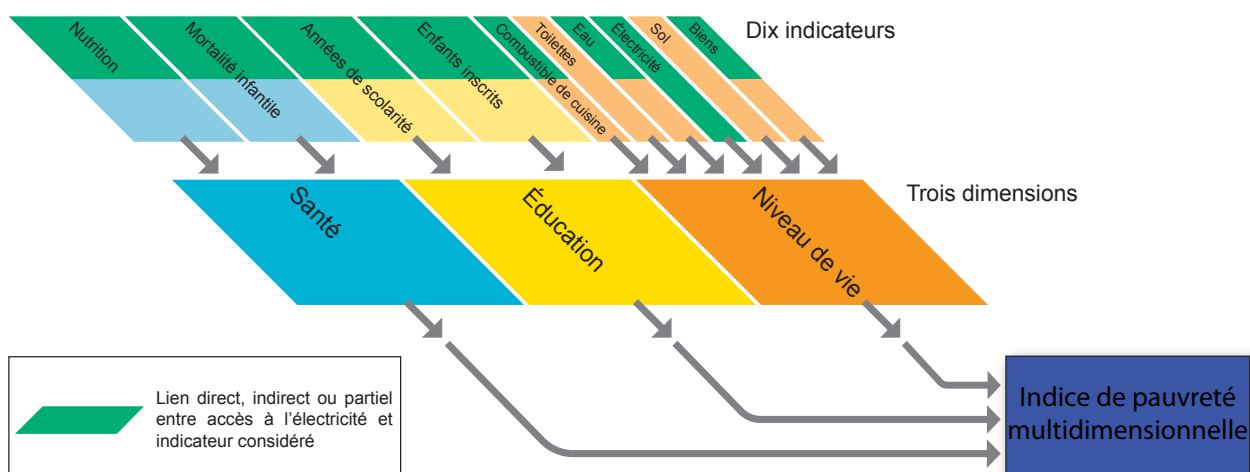 Nutrition
Mortalité infantile
Années de scolarité
Enfants inscrits
Combustible de cuisine
Toilettes
Eau
Électricité
Sol
Biens
Dix indicateurs
Santé
Éducation
Niveau de vie
Trois dimensions
Lien direct, indirect ou partiel
entre accès à l’électricité et
indicateur considéré
Indice de pauvreté
multidimensionnelle